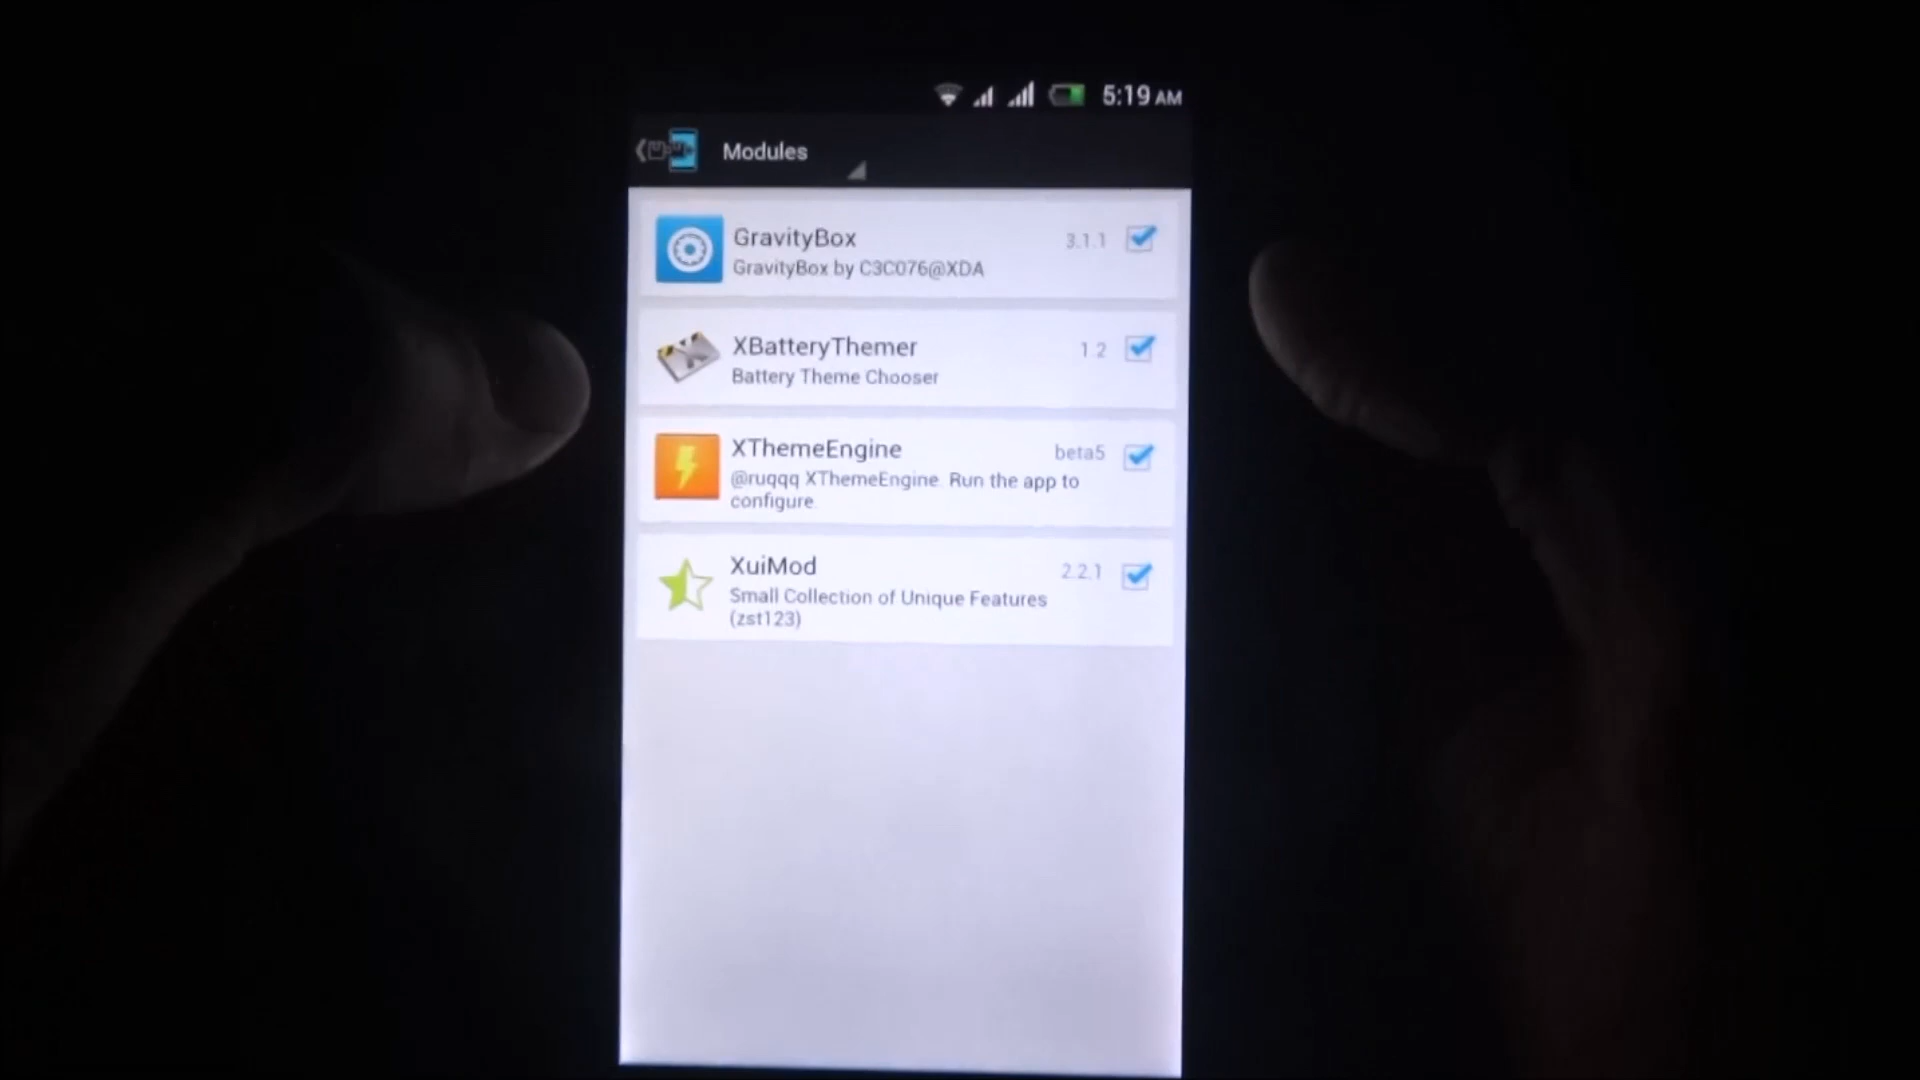 5:19 AM
Modules
GravityBox 3.1.1
GravityBox by C3C076@XDA
XBatteryThemer 1.2
Battery Theme Chooser
XThemeEngine beta5
@ruqqq XThemeEngine. Run the app to
configure.
XuiMod 2.2.1
Small Collection of Unique Features
(zst123)